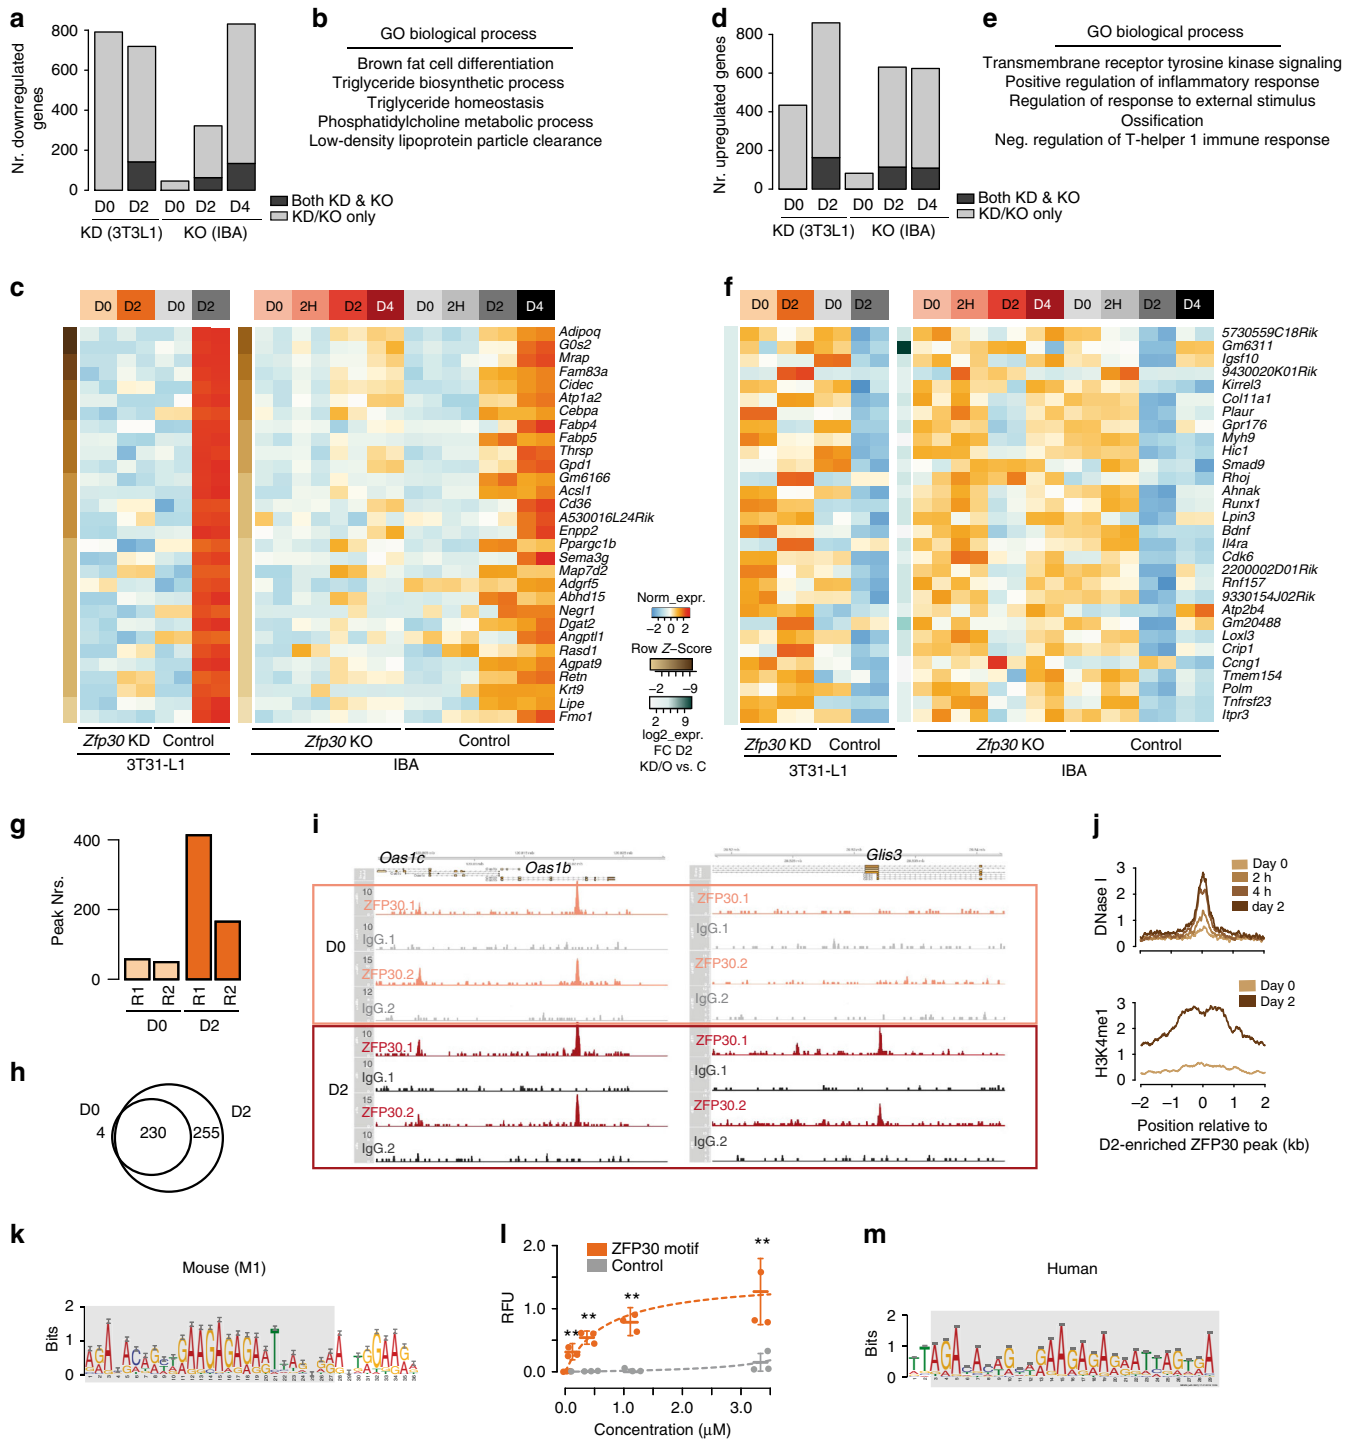 a
Nr. downregulated
genes
800
600
400
200
0
D0 D2 D0 D2 D4
KD (3T3L1) KO (IBA)
Both KD & KO
KD/KO only
b
GO biological process
Brown fat cell differentiation
Triglyceride biosynthetic process
Triglyceride homeostasis
Phosphatidylcholine metabolic process
Low-density lipoprotein particle clearance
d
Nr. upregulated genes
800
600
400
200
0
D0 D2 D0 D2 D4
KD (3T3L1) KO (IBA)
Both KD & KO
KD/KO only
e
GO biological process
Transmembrane receptor tyrosine kinase signaling
Positive regulation of inflammatory response
Regulation of response to external stimulus
Ossification
Neg. regulation of T-helper 1 immune response
c
D0 D2 D0 D2 D0 2H D2 D4 D0 2H D2 D4
Adipoq
G0s2
Mrap
Fam83a
Cidec
Atp1a2
Cebpa
Fabp4
Fabp5
Thrsp
Gpd1
Gm6166
Acsl1
Cd36
A530016L24Rik
Enpp2
Ppargc1b
Sema3g
Map7d2
Adgrf5
Abhd15
Negr1
Dgat2
Angptl1
Rasd1
Agpat9
Retn
Krt9
Lipe
Fmo1
Zfp30 KD Control Zfp30 KO Control
3T31-L1 IBA
Norm_expr.
−2 0 2
Row Z−Score
−2 −9
2 9
log2_expr.
FC D2
KD/O vs. C
f
D0 D2 D0 D2 D0 2H D2 D4 D0 2H D2 D4
5730559C18Rik
Gm6311
Igsf10
9430020K01Rik
Kirrel3
Col11a1
Plaur
Gpr176
Myh9
Hic1
Smad9
Rhoj
Ahnak
Runx1
Lpin3
Bdnf
Il4ra
Cdk6
2200002D01Rik
Rnf157
9330154J02Rik
Atp2b4
Gm20488
Loxl3
Crip1
Ccng1
Tmem154
Polm
Tnfrsf23
Itpr3
Zfp30 KD Control Zfp30 KO Control
3T31-L1 IBA
g
Peak Nrs.
400
200
0
R1 R2 R1 R2
D0 D2
h
D0 D2
4 230 255
i
Oas1c
Oas1b
Glis3
D0
10
ZFP30.1 ZFP30.1
10
IgG.1 IgG.1
15
ZFP30.2 ZFP30.2
12
IgG.2 IgG.2
D2
10
ZFP30.1 ZFP30.1
10
IgG.1 IgG.1
15
ZFP30.2 ZFP30.2
10
IgG.2 IgG.2
j
DNase I
3
2
1
0
Day 0
2 h
4 h
day 2
H3K4me1
3
2
1
0
Day 0
Day 2
−2 −1 0 1 2
Position relative to
D2-enriched ZFP30 peak (kb)
k
Mouse (M1)
Bits
2
1
0
l
RFU
2.0
1.0
0.0
ZFP30 motif
Control
** ** ** **
0.0 1.0 2.0 3.0
Concentration (μM)
m
Human
Bits
2
1
0